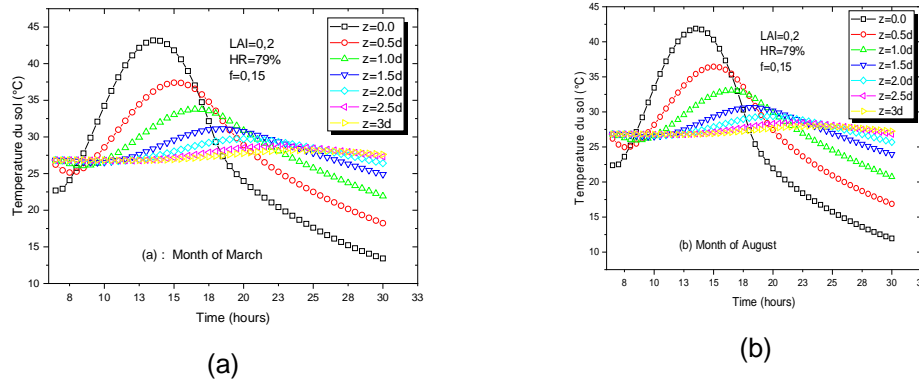 45
40
35
30
25
20
15
10
Temperature du sol (°C)
LAI=0,2
HR=79%
f=0,15
z=0.0
z=0.5d
z=1.0d
z=1.5d
z=2.0d
z=2.5d
z=3d
(a) : Month of March
8 10 13 15 18 20 23 25 28 30 33
Time (hours)
(a)
45
40
35
30
25
20
15
10
Temperature du sol (°C)
LAI=0,2
HR=79%
f=0,15
z=0.0
z=0.5d
z=1.0d
z=1.5d
z=2.0d
z=2.5d
z=3d
(b) Month of August
8 10 13 15 18 20 23 25 28 30 33
Time (hours)
(b)